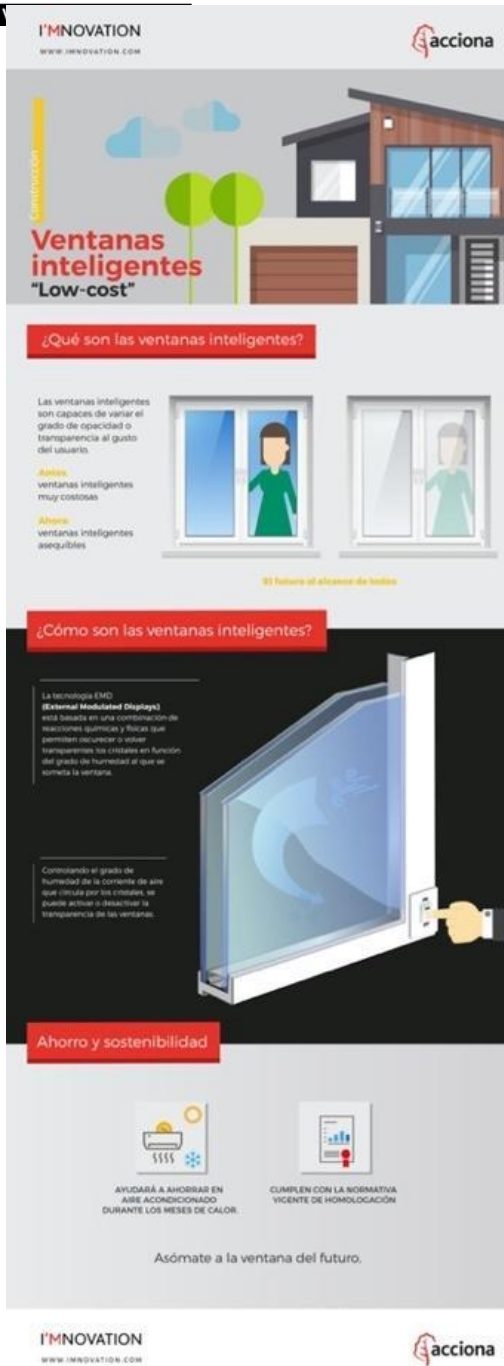 I'MNOVATION
WWW.IMNOVATION.COM
acciona
Construcción
Ventanas
inteligentes
"Low-cost"
¿Qué son las ventanas inteligentes?
Las ventanas inteligentes
son capaces de variar el
grado de opacidad o
transparencia al gusto
del usuario.
Antes:
ventanas inteligentes
muy costosas
Ahora:
ventanas inteligentes
asequibles
El futuro al alcance de todos
¿Cómo son las ventanas inteligentes?
La tecnología EMD
(External Modulated Displays)
está basada en una combinación de
reacciones químicas y físicas que
permiten oscurecer o volver
transparentes los cristales en función
del grado de humedad al que se
someta la ventana.
Controlando el grado de
humedad de la corriente de aire
que circula por los cristales, se
puede activar o desactivar la
transparencia de las ventanas.
Ahorro y sostenibilidad
AYUDARÁ A AHORRAR EN
AIRE ACONDICIONADO
DURANTE LOS MESES DE CALOR.
CUMPLEN CON LA NORMATIVA
VIGENTE DE HOMOLOGACIÓN
Asómate a la ventana del futuro.
I'MNOVATION
WWW.IMNOVATION.COM
acciona